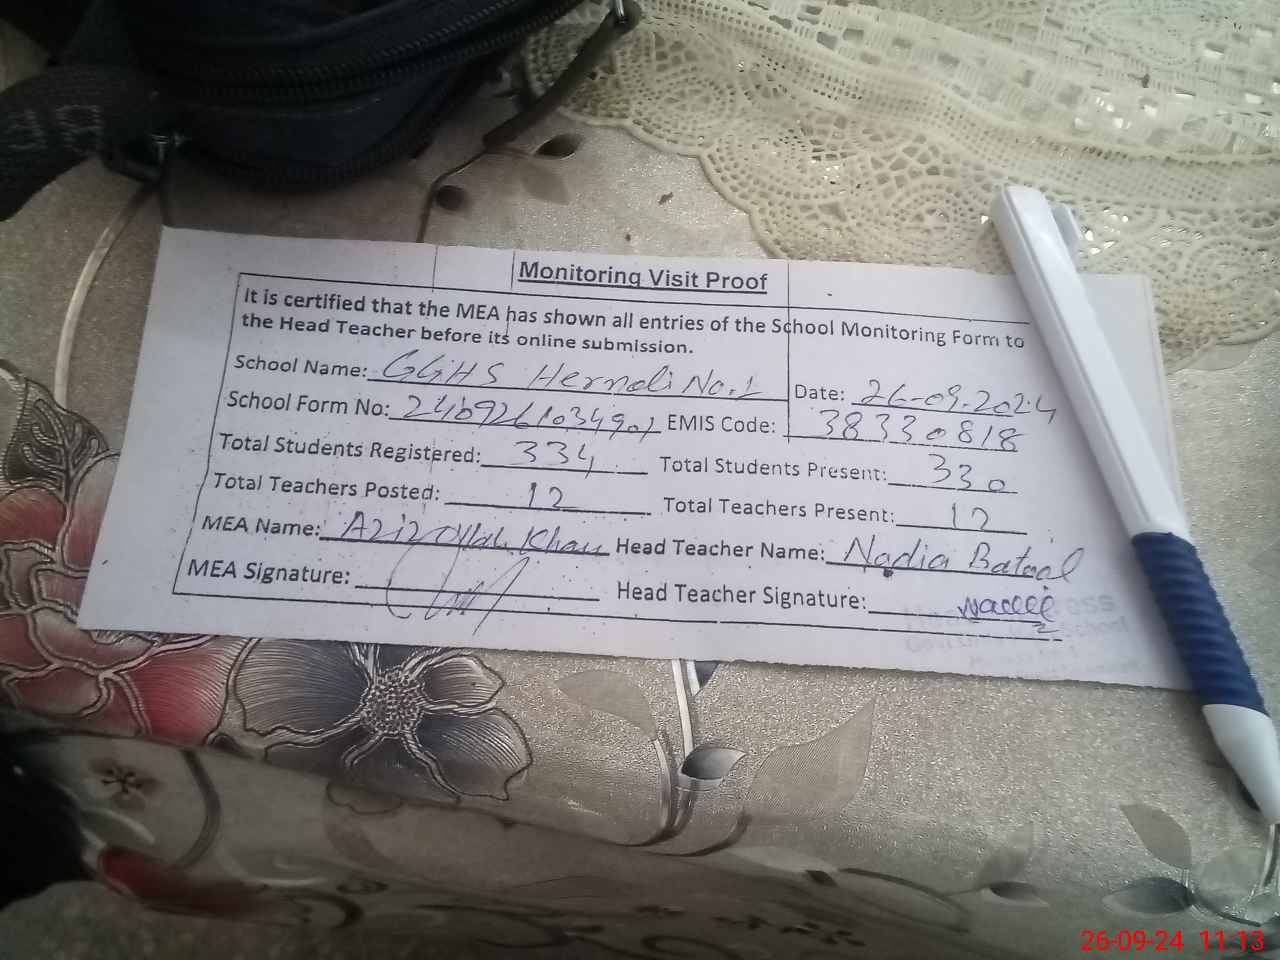 Monitoring Visit Proof
It is certified that the MEA has shown all entries of the School Monitoring Form to
the Head Teacher before its online submission.
School Name: GGHS Hernoli No.1 Date: 26-09-2024
School Form No: 2409261034901 EMIS Code: 38330818
Total Students Registered: 334 Total Students Present: 330
Total Teachers Posted: 12 Total Teachers Present: 12
MEA Name: Azizullah Khan Head Teacher Name: Nadia Batool
MEA Signature: Head Teacher Signature:
26-09-24 11:13